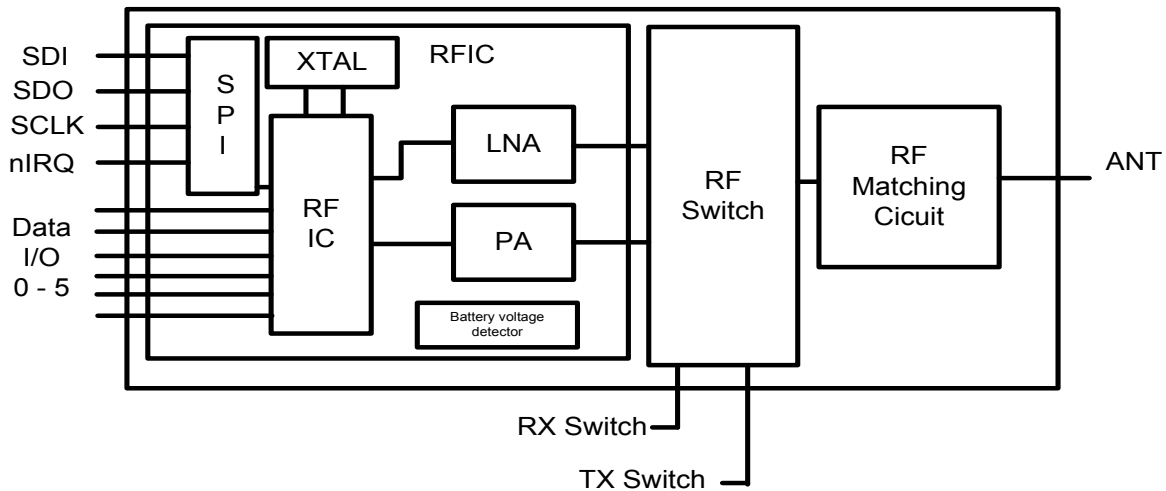 SDI
SDO
SCLK
nIRQ
Data
I/O
0 - 5
S
P
I
XTAL
RFIC
RF
IC
LNA
PA
Battery voltage
detector
RF
Switch
RF
Matching
Cicuit
ANT
RX Switch
TX Switch